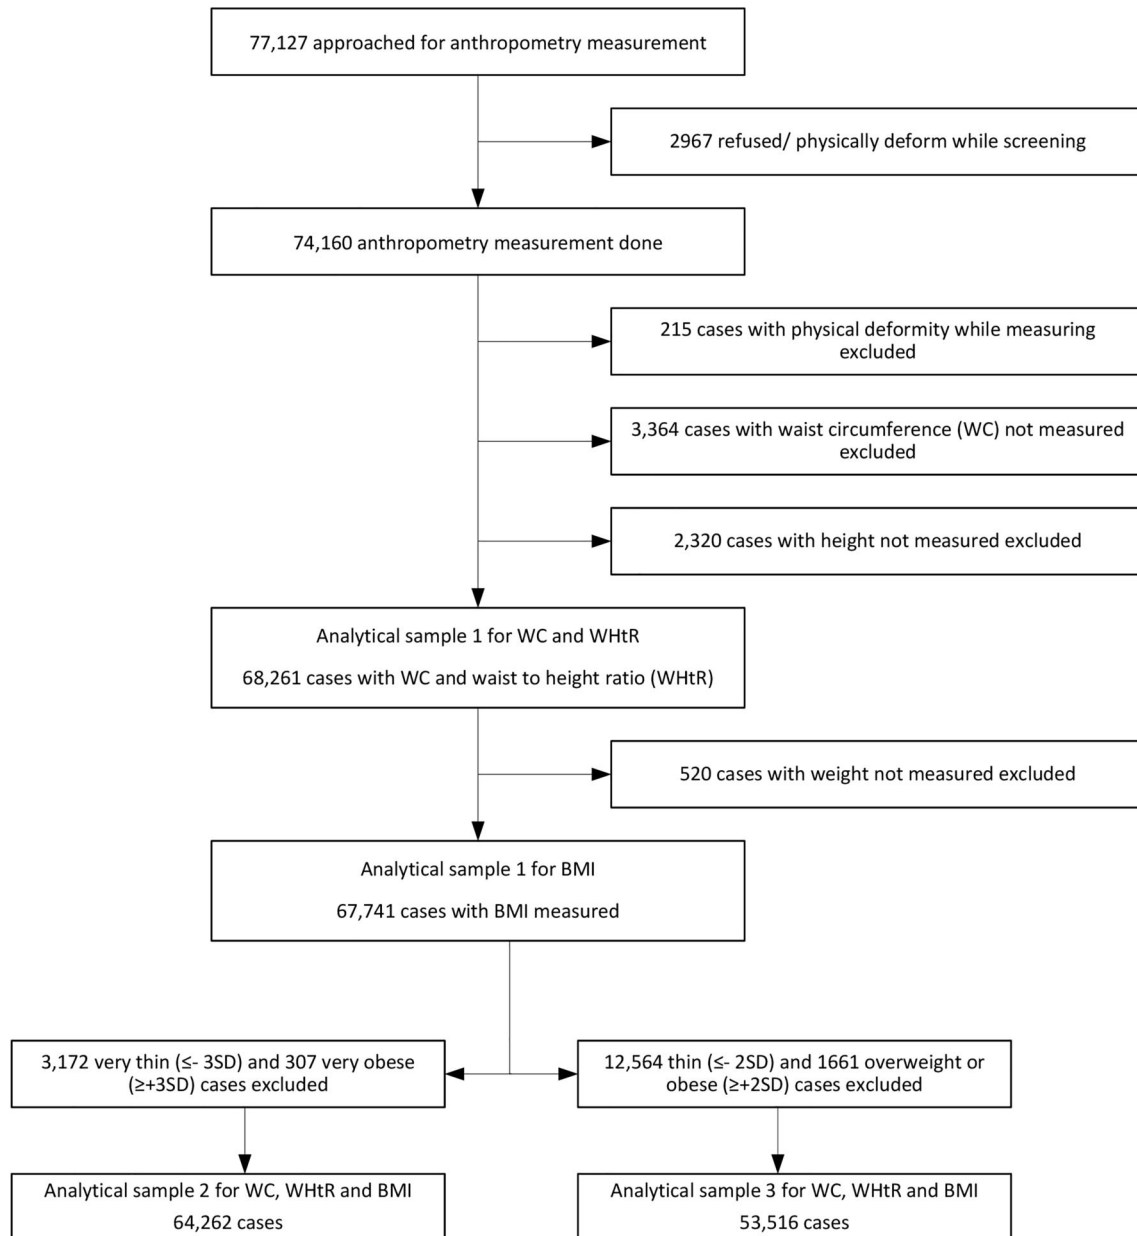 77,127 approached for anthropometry measurement
2967 refused/ physically deform while screening
74,160 anthropometry measurement done
215 cases with physical deformity while measuring
excluded
3,364 cases with waist circumference (WC) not measured
excluded
2,320 cases with height not measured excluded
Analytical sample 1 for WC and WHtR
68,261 cases with WC and waist to height ratio (WHtR)
520 cases with weight not measured excluded
Analytical sample 1 for BMI
67,741 cases with BMI measured
3,172 very thin (≤- 3SD) and 307 very obese
(≥+3SD) cases excluded
12,564 thin (≤- 2SD) and 1661 overweight or
obese (≥+2SD) cases excluded
Analytical sample 2 for WC, WHtR and BMI
64,262 cases
Analytical sample 3 for WC, WHtR and BMI
53,516 cases